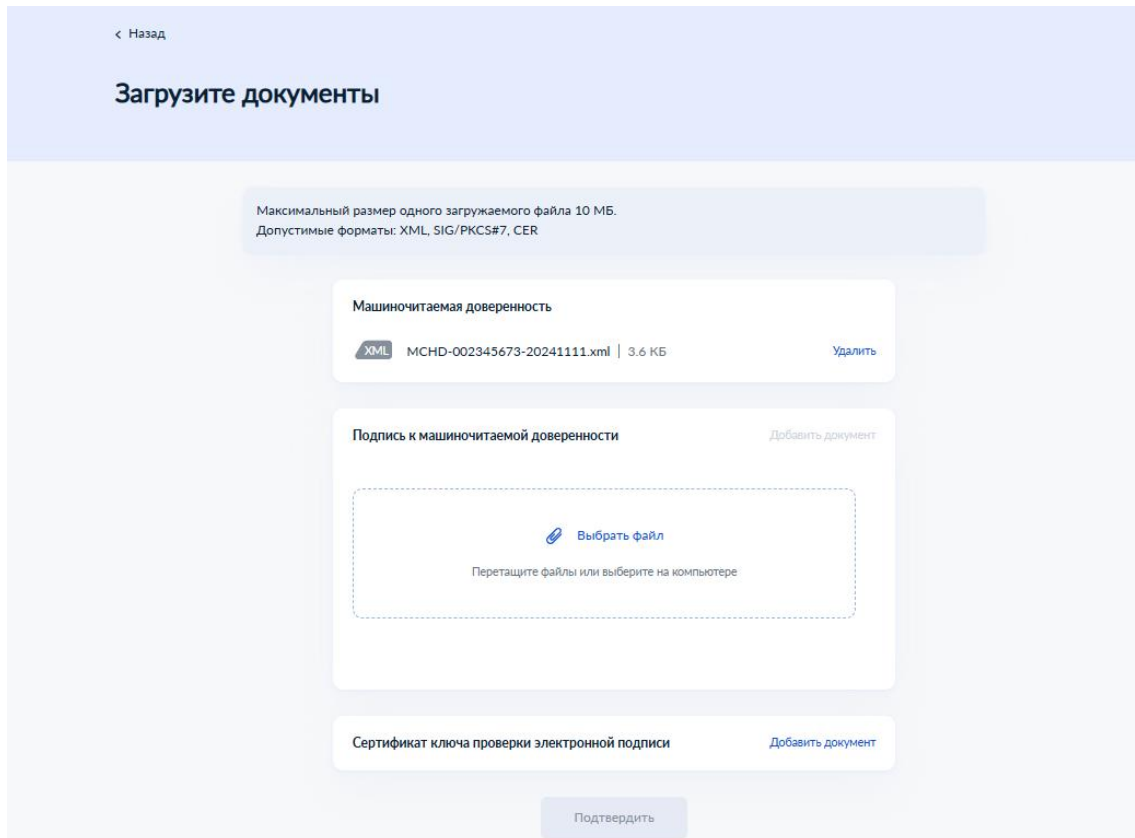 Назад
Загрузите документы
Максимальный размер одного загружаемого файла 10 МБ.
Допустимые форматы: XML, SIG/PKCS#7, CER
Машиночитаемая доверенность
XML MCHD-002345673-20241111.xml | 3.6 КБ Удалить
Подпись к машиночитаемой доверенности Добавить документ
Выбрать файл
Перетащите файлы или выберите на компьютере
Сертификат ключа проверки электронной подписи Добавить документ
Подтвердить